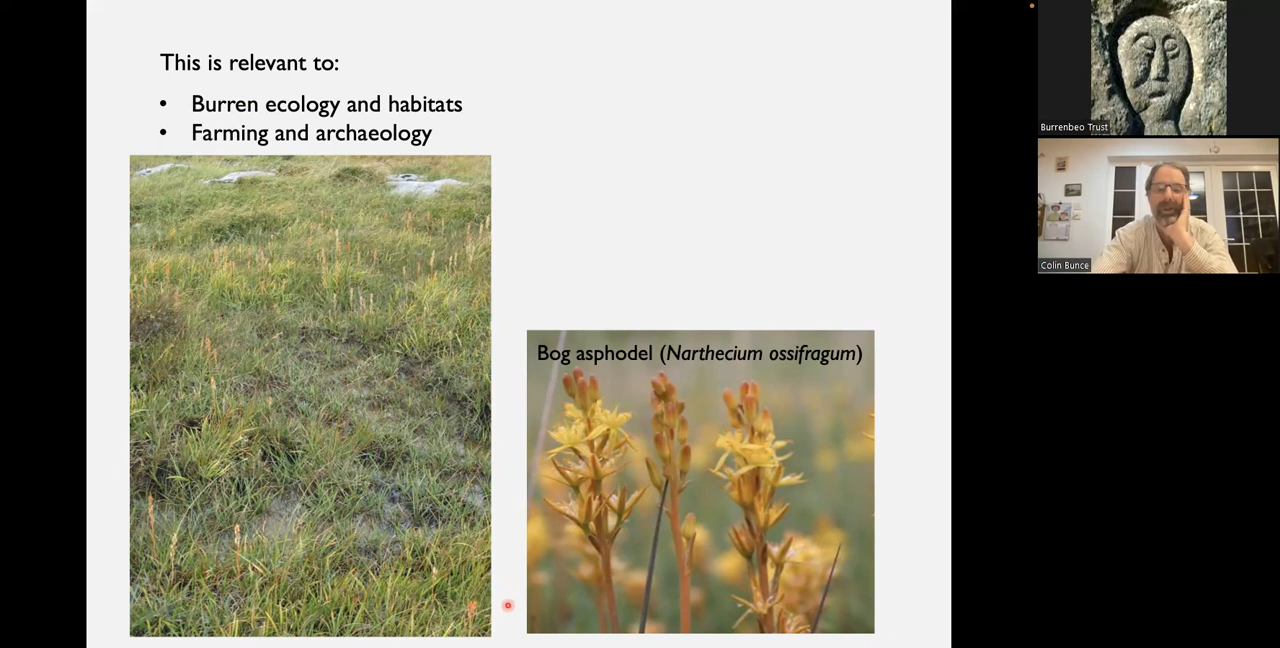 This is relevant to:
• Burren ecology and habitats
• Farming and archaeology
Bog asphodel (Narthecium ossifragum)
Burrenbeo Trust
Colin Bunce